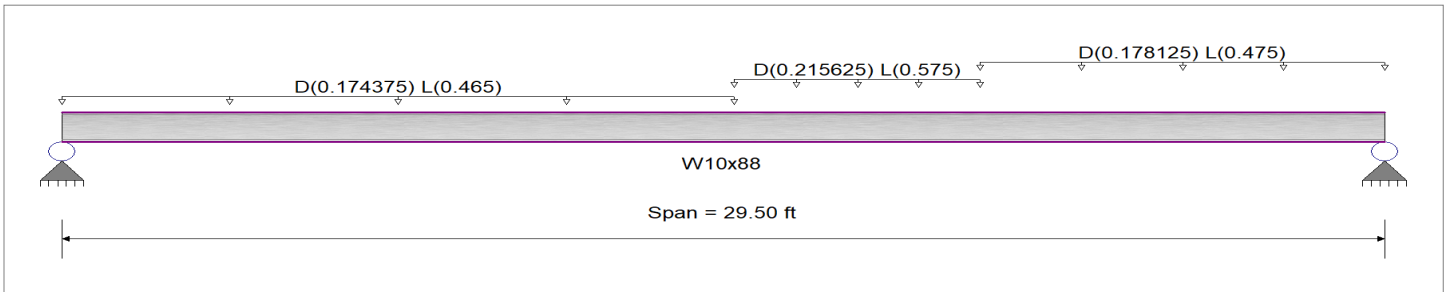 D(0.178125) L(0.475)
D(0.215625) L(0.575)
D(0.174375) L(0.465)
W10x88
Span = 29.50 ft